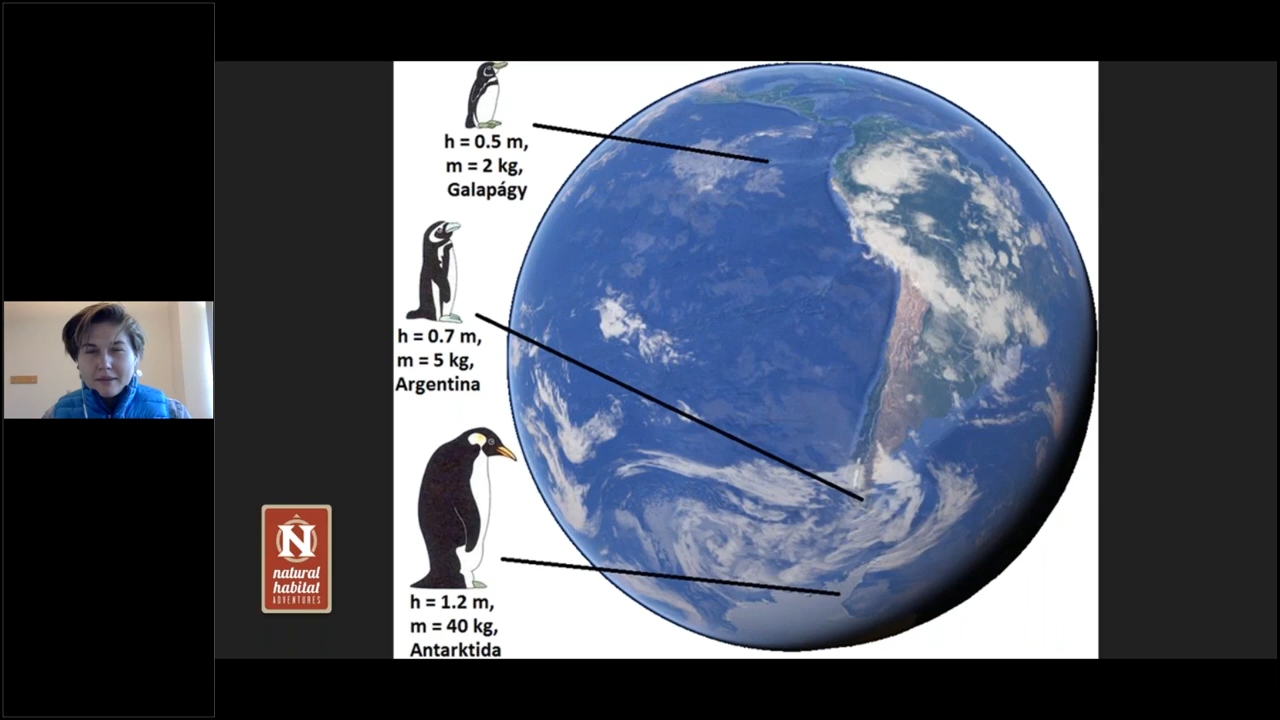 h = 0.5 m,
m = 2 kg,
Galapágy
h = 0.7 m,
m = 5 kg,
Argentina
h = 1.2 m,
m = 40 kg,
Antarktida
N
natural
habitat
ADVENTURES